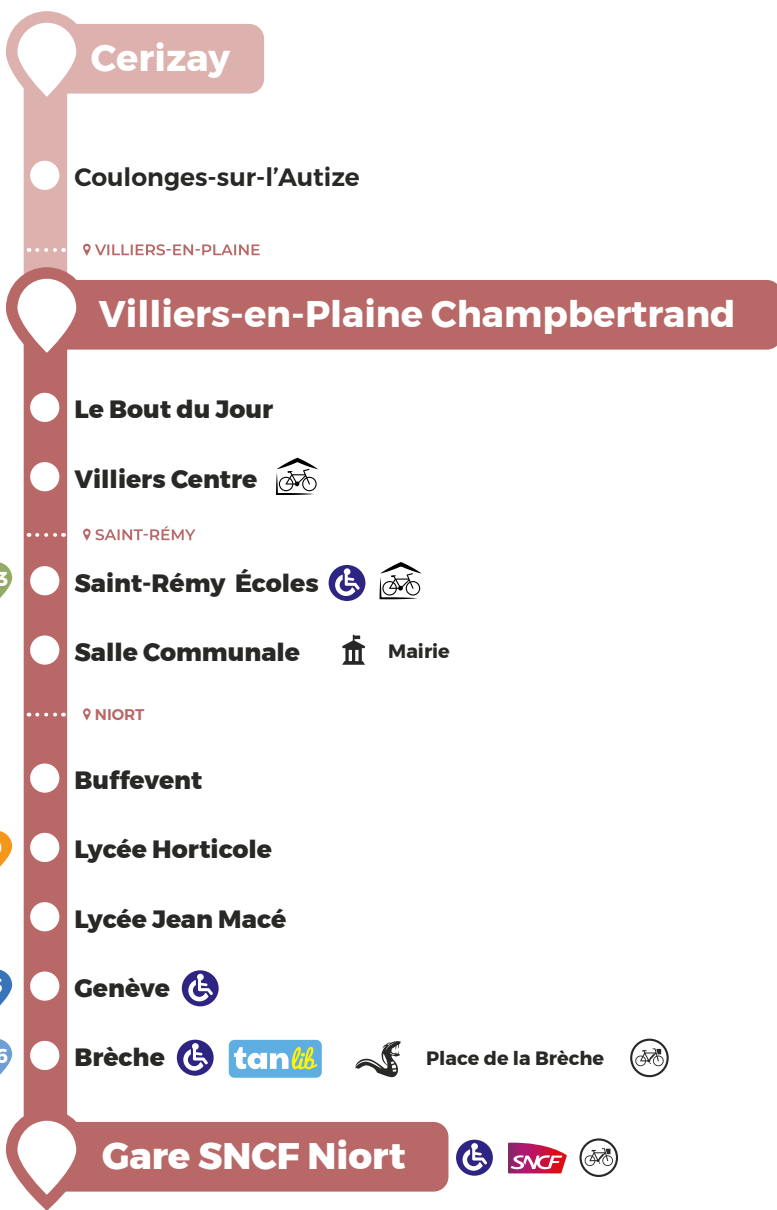 Cerizay
Coulonges-sur-l'Autize
VILLIERS-EN-PLAINE
Villiers-en-Plaine Champbertrand
Le Bout du Jour
Villiers Centre
SAINT-RÉMY
3 Saint-Rémy Écoles
Salle Communale Mairie
NIORT
Buffevent
Lycée Horticole
Lycée Jean Macé
Genève
6 Brèche tanlib Place de la Brèche
Gare SNCF Niort SNCF